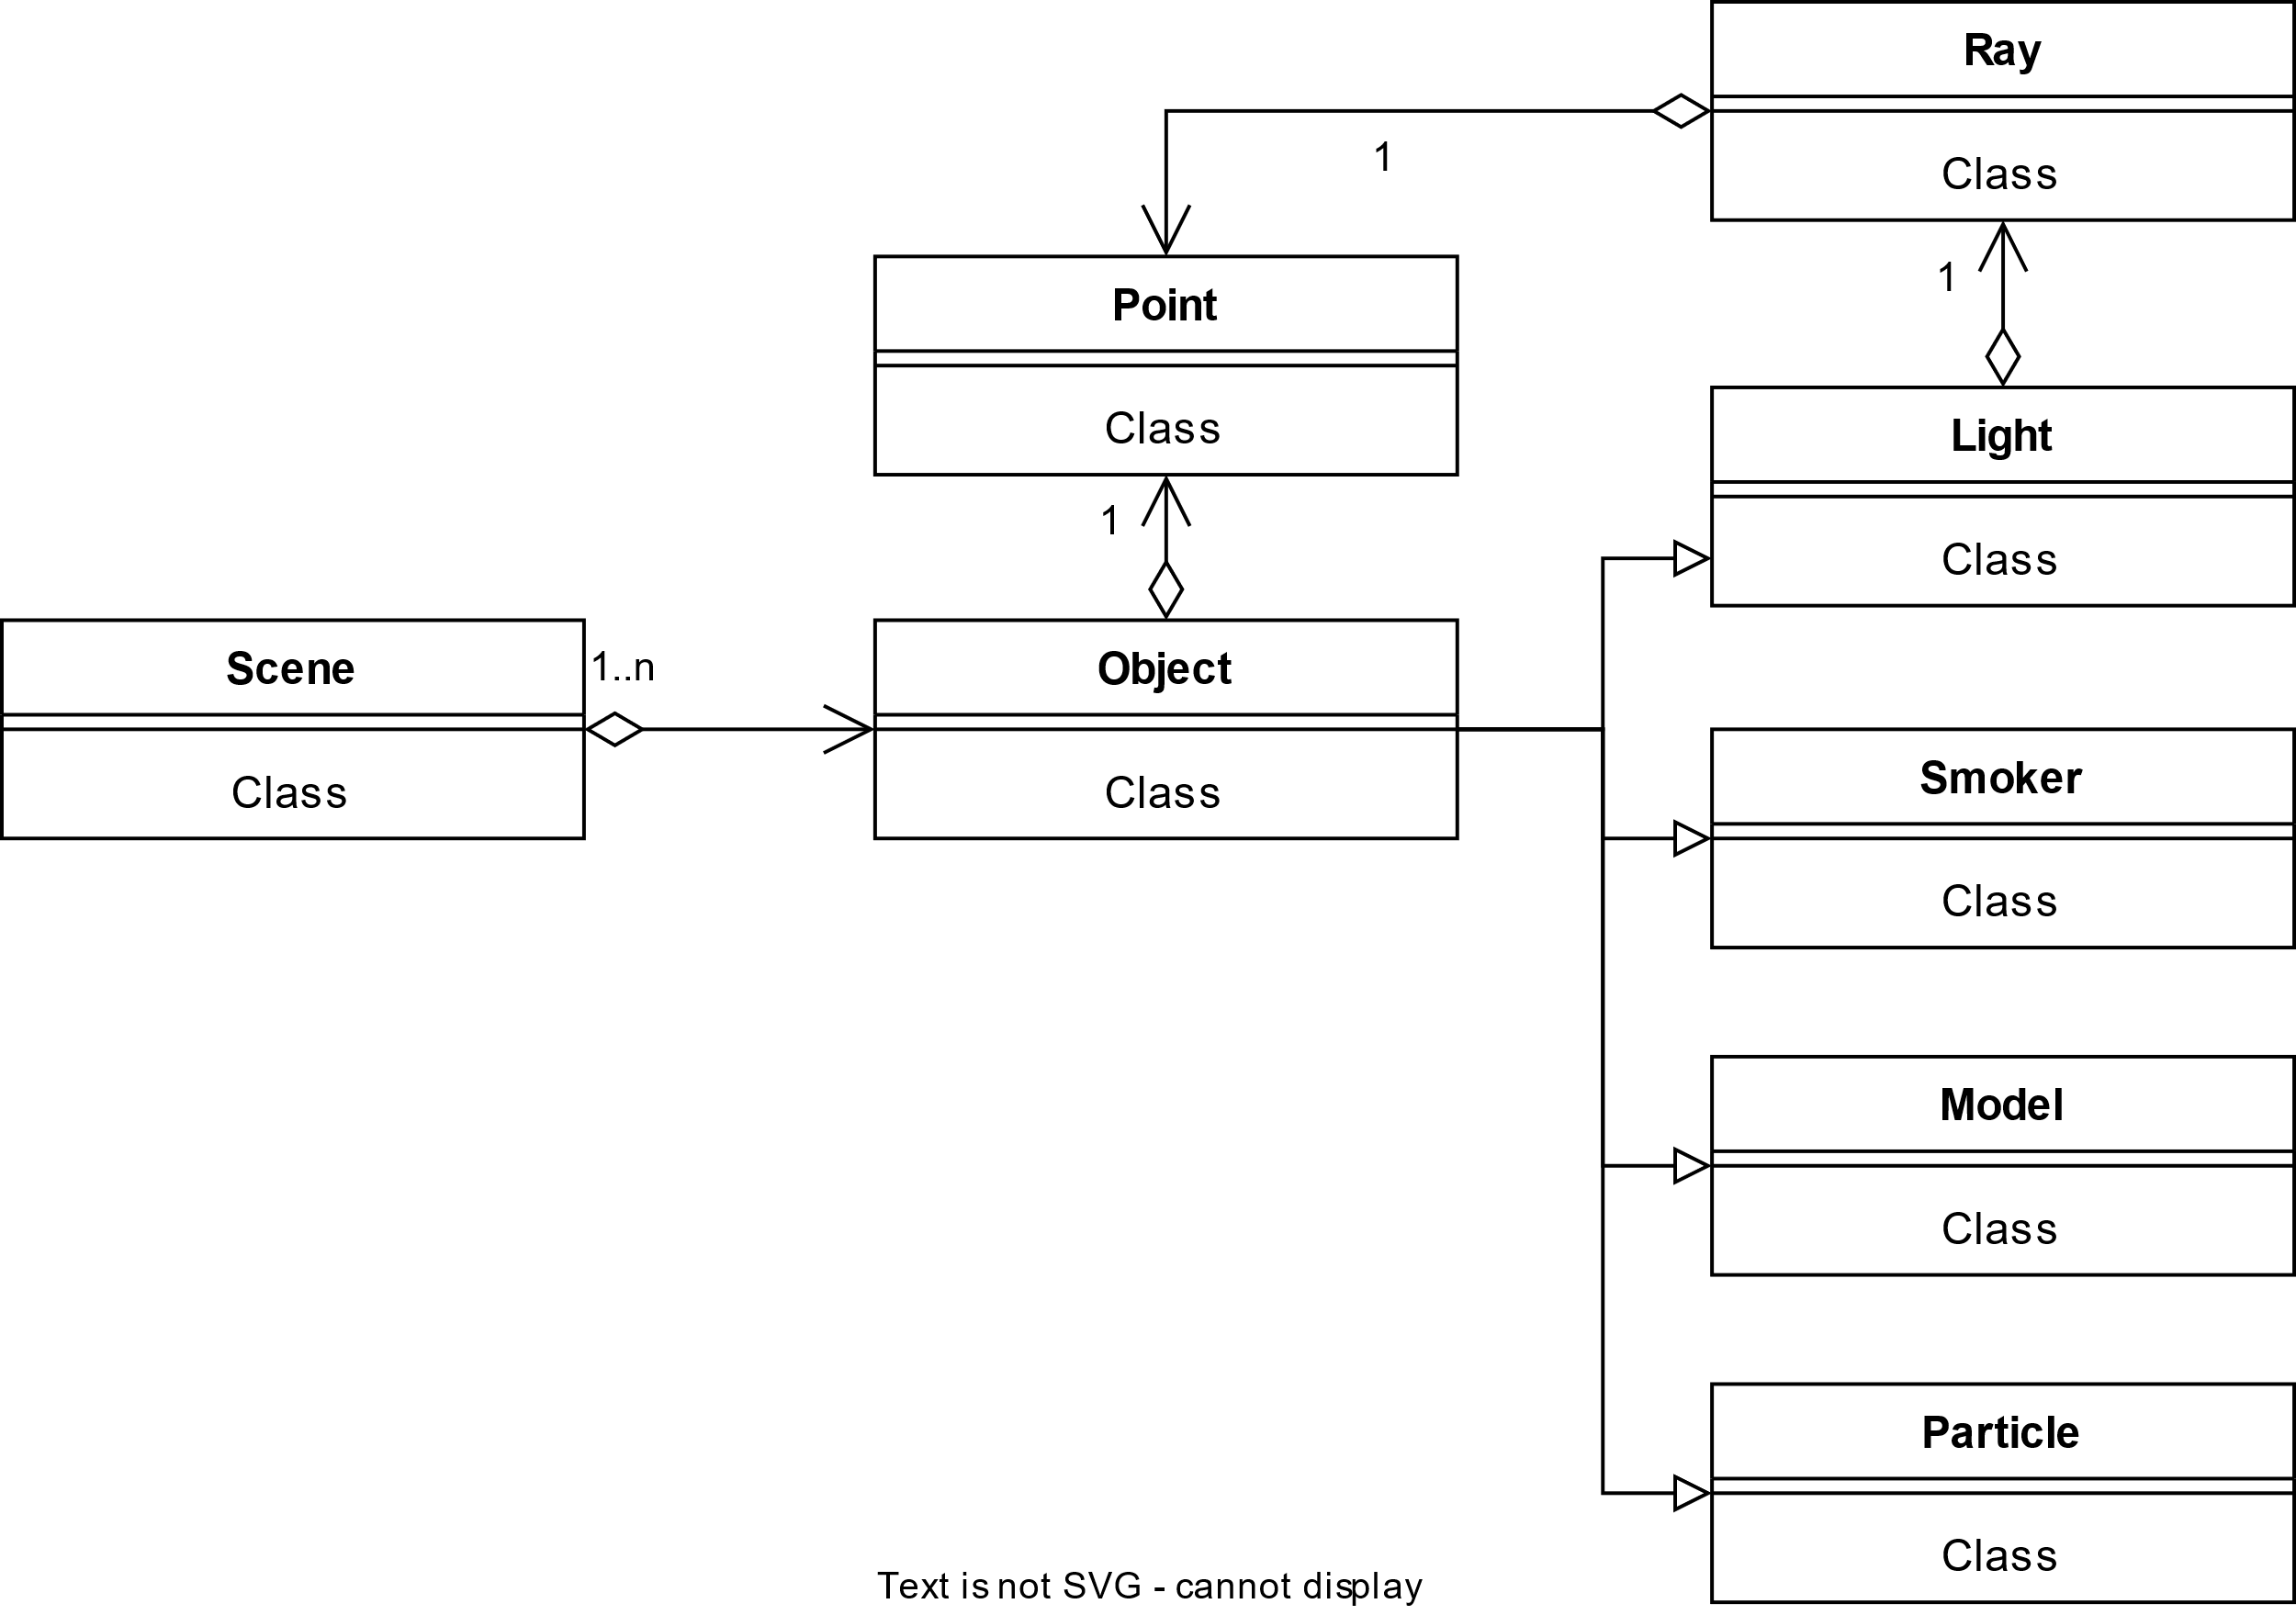 Ray
Class
1
1
Point
Class
Light
Class
1
Scene
Class
1..n
Object
Class
Smoker
Class
Model
Class
Particle
Class
Text is not SVG - cannot display